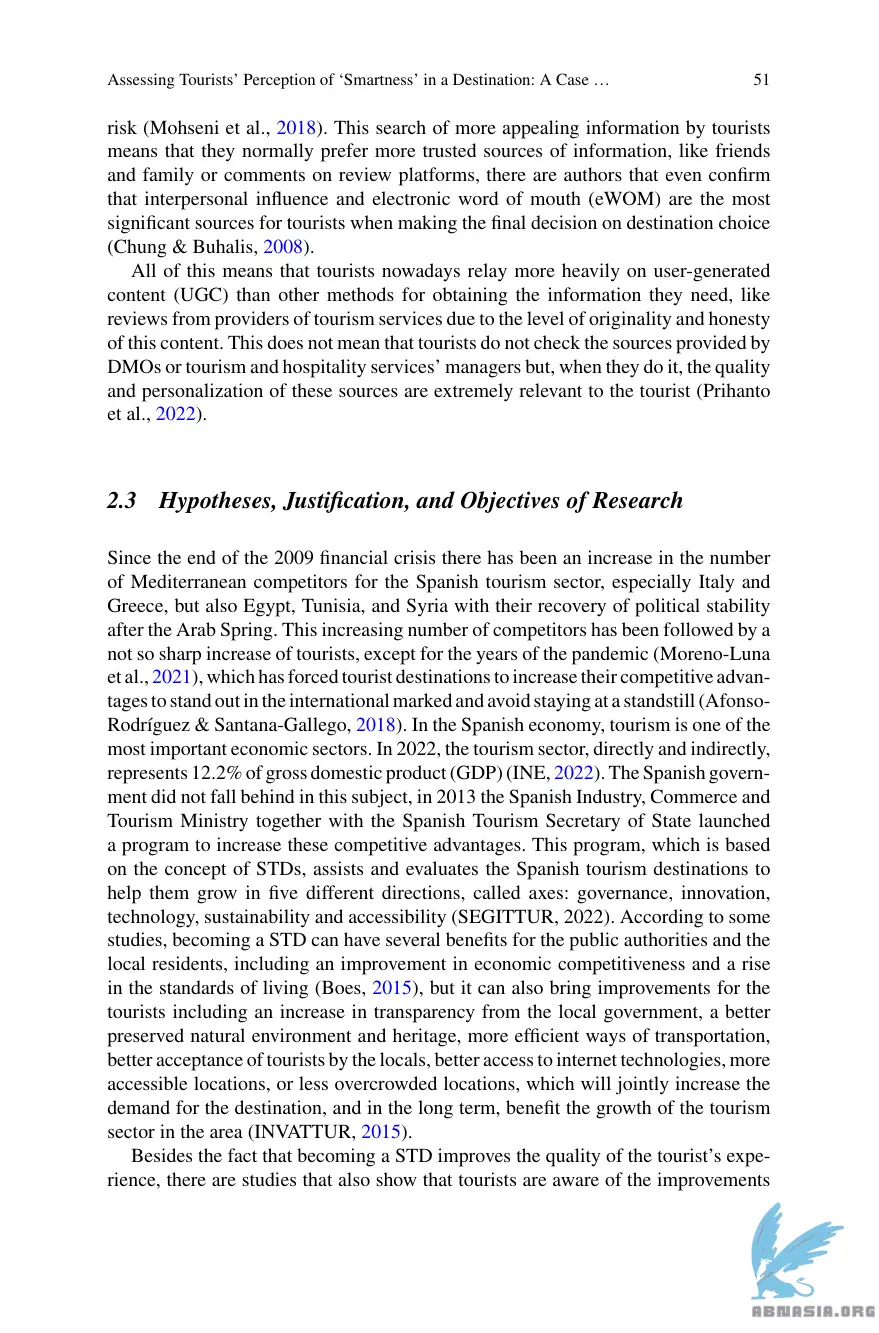 Assessing Tourists’ Perception of ‘Smartness’ in a Destination: A Case … 51
risk (Mohseni et al., 2018). This search of more appealing information by tourists
means that they normally prefer more trusted sources of information, like friends
and family or comments on review platforms, there are authors that even confirm
that interpersonal influence and electronic word of mouth (eWOM) are the most
significant sources for tourists when making the final decision on destination choice
(Chung & Buhalis, 2008).
All of this means that tourists nowadays relay more heavily on user-generated
content (UGC) than other methods for obtaining the information they need, like
reviews from providers of tourism services due to the level of originality and honesty
of this content. This does not mean that tourists do not check the sources provided by
DMOs or tourism and hospitality services’ managers but, when they do it, the quality
and personalization of these sources are extremely relevant to the tourist (Prihanto
et al., 2022).
2.3 Hypotheses, Justification, and Objectives of Research
Since the end of the 2009 financial crisis there has been an increase in the number
of Mediterranean competitors for the Spanish tourism sector, especially Italy and
Greece, but also Egypt, Tunisia, and Syria with their recovery of political stability
after the Arab Spring. This increasing number of competitors has been followed by a
not so sharp increase of tourists, except for the years of the pandemic (Moreno-Luna
et al., 2021), which has forced tourist destinations to increase their competitive advan-
tages to stand out in the international marked and avoid staying at a standstill (Afonso-
Rodríguez & Santana-Gallego, 2018). In the Spanish economy, tourism is one of the
most important economic sectors. In 2022, the tourism sector, directly and indirectly,
represents 12.2% of gross domestic product (GDP) (INE, 2022). The Spanish govern-
ment did not fall behind in this subject, in 2013 the Spanish Industry, Commerce and
Tourism Ministry together with the Spanish Tourism Secretary of State launched
a program to increase these competitive advantages. This program, which is based
on the concept of STDs, assists and evaluates the Spanish tourism destinations to
help them grow in five different directions, called axes: governance, innovation,
technology, sustainability and accessibility (SEGITTUR, 2022). According to some
studies, becoming a STD can have several benefits for the public authorities and the
local residents, including an improvement in economic competitiveness and a rise
in the standards of living (Boes, 2015), but it can also bring improvements for the
tourists including an increase in transparency from the local government, a better
preserved natural environment and heritage, more efficient ways of transportation,
better acceptance of tourists by the locals, better access to internet technologies, more
accessible locations, or less overcrowded locations, which will jointly increase the
demand for the destination, and in the long term, benefit the growth of the tourism
sector in the area (INVATTUR, 2015).
Besides the fact that becoming a STD improves the quality of the tourist’s expe-
rience, there are studies that also show that tourists are aware of the improvements
ABNASIA.ORG